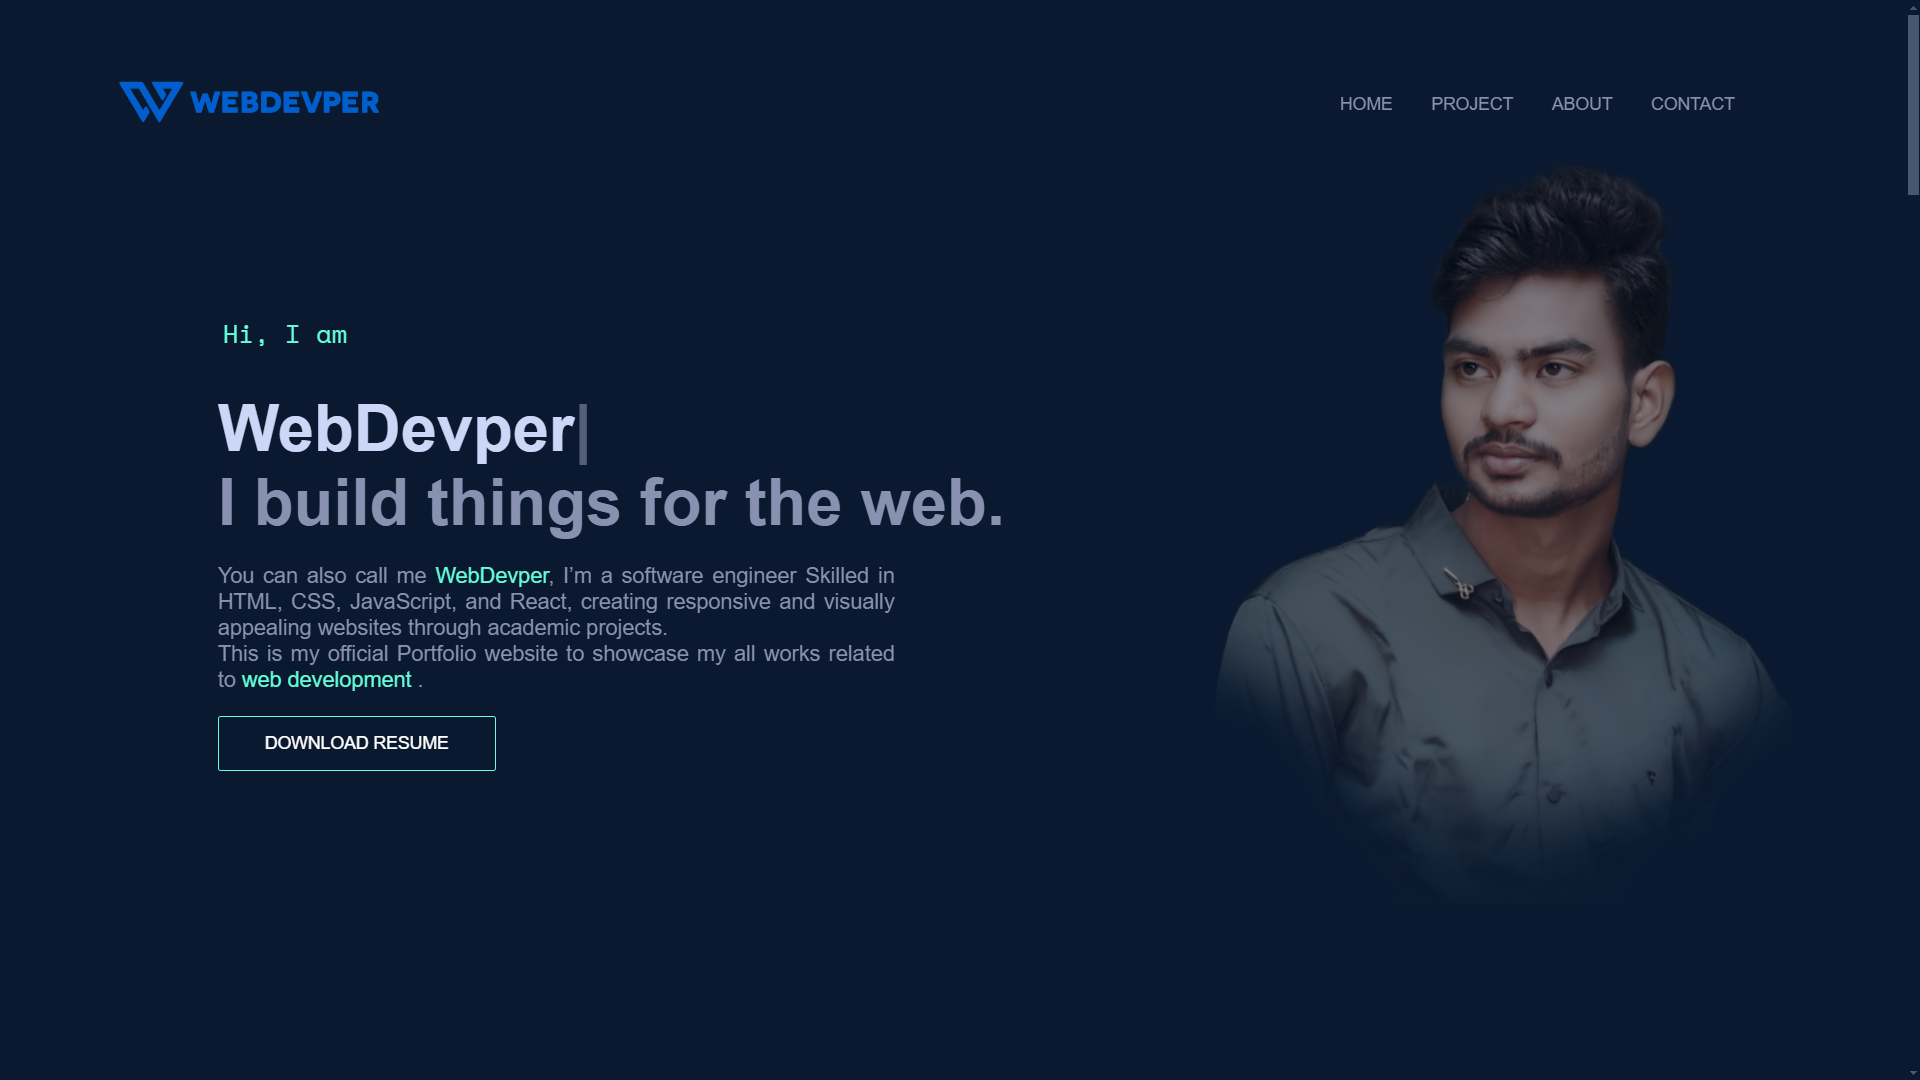 WEBDEVPER
HOME PROJECT ABOUT CONTACT
Hi, I am
WebDevper|
I build things for the web.
You can also call me WebDevper, I’m a software engineer Skilled in
HTML, CSS, JavaScript, and React, creating responsive and visually
appealing websites through academic projects.
This is my official Portfolio website to showcase my all works related
to web development .
DOWNLOAD RESUME